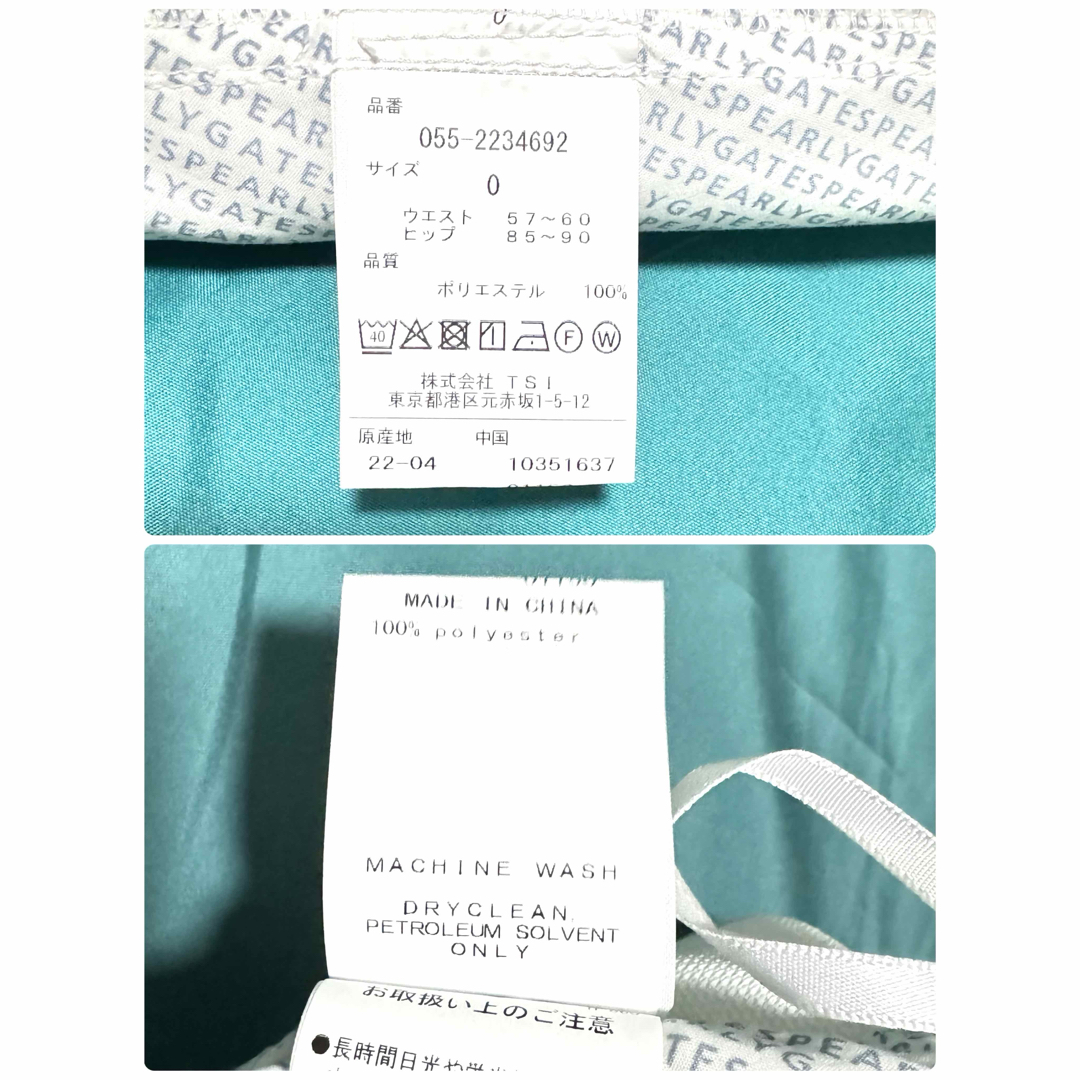 品番
055-2234692
サイズ
0
ウエスト 57～60
ヒップ 85～90
品質
ポリエステル 100%
40
F
W
株式会社 TSI
東京都港区元赤坂1-5-12
原産地 中国
22-04 10351637
PEARLYGATES
MADE IN CHINA
100% polyester
MACHINE WASH
DRYCLEAN,
PETROLEUM SOLVENT
ONLY
お取扱い上のご注意
●長時間日光や